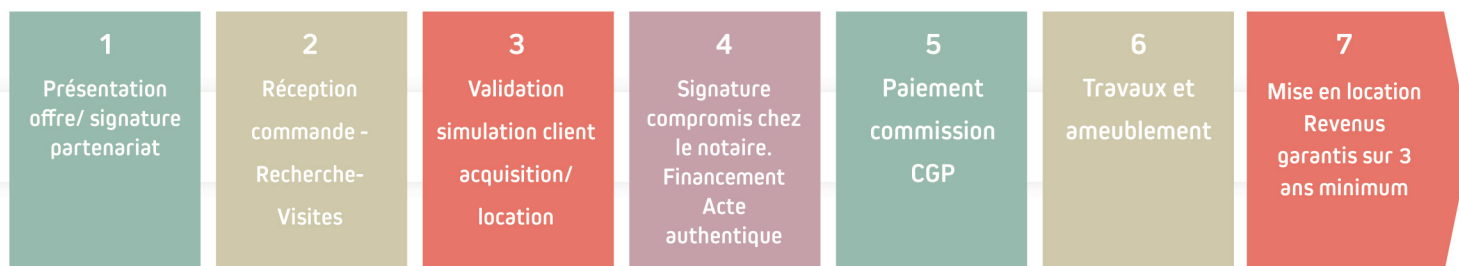 1
Présentation
offre/ signature
partenariat
2
Réception
commande -
Recherche-
Visites
3
Validation
simulation client
acquisition/
location
4
Signature
compromis chez
le notaire.
Financement
Acte
authentique
5
Paiement
commission
CGP
6
Travaux et
ameublement
7
Mise en location
Revenus
garantis sur 3
ans minimum